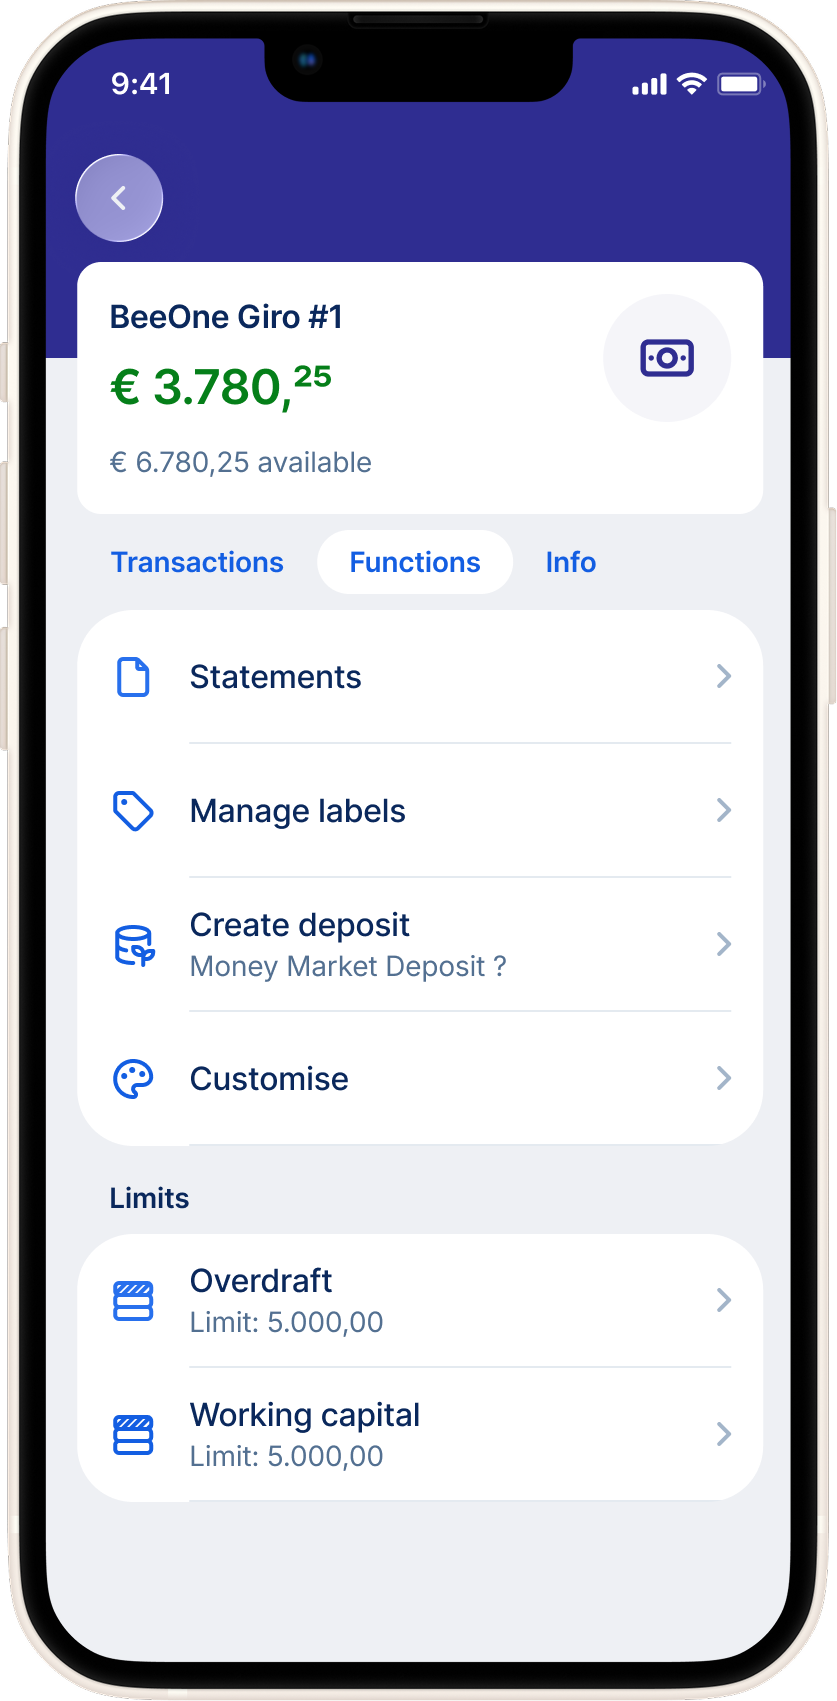 9:41
BeeOne Giro #1
€ 3.780,25
€ 6.780,25 available
Transactions Functions Info
Statements
Manage labels
Create deposit
Money Market Deposit ?
Customise
Limits
Overdraft
Limit: 5.000,00
Working capital
Limit: 5.000,00